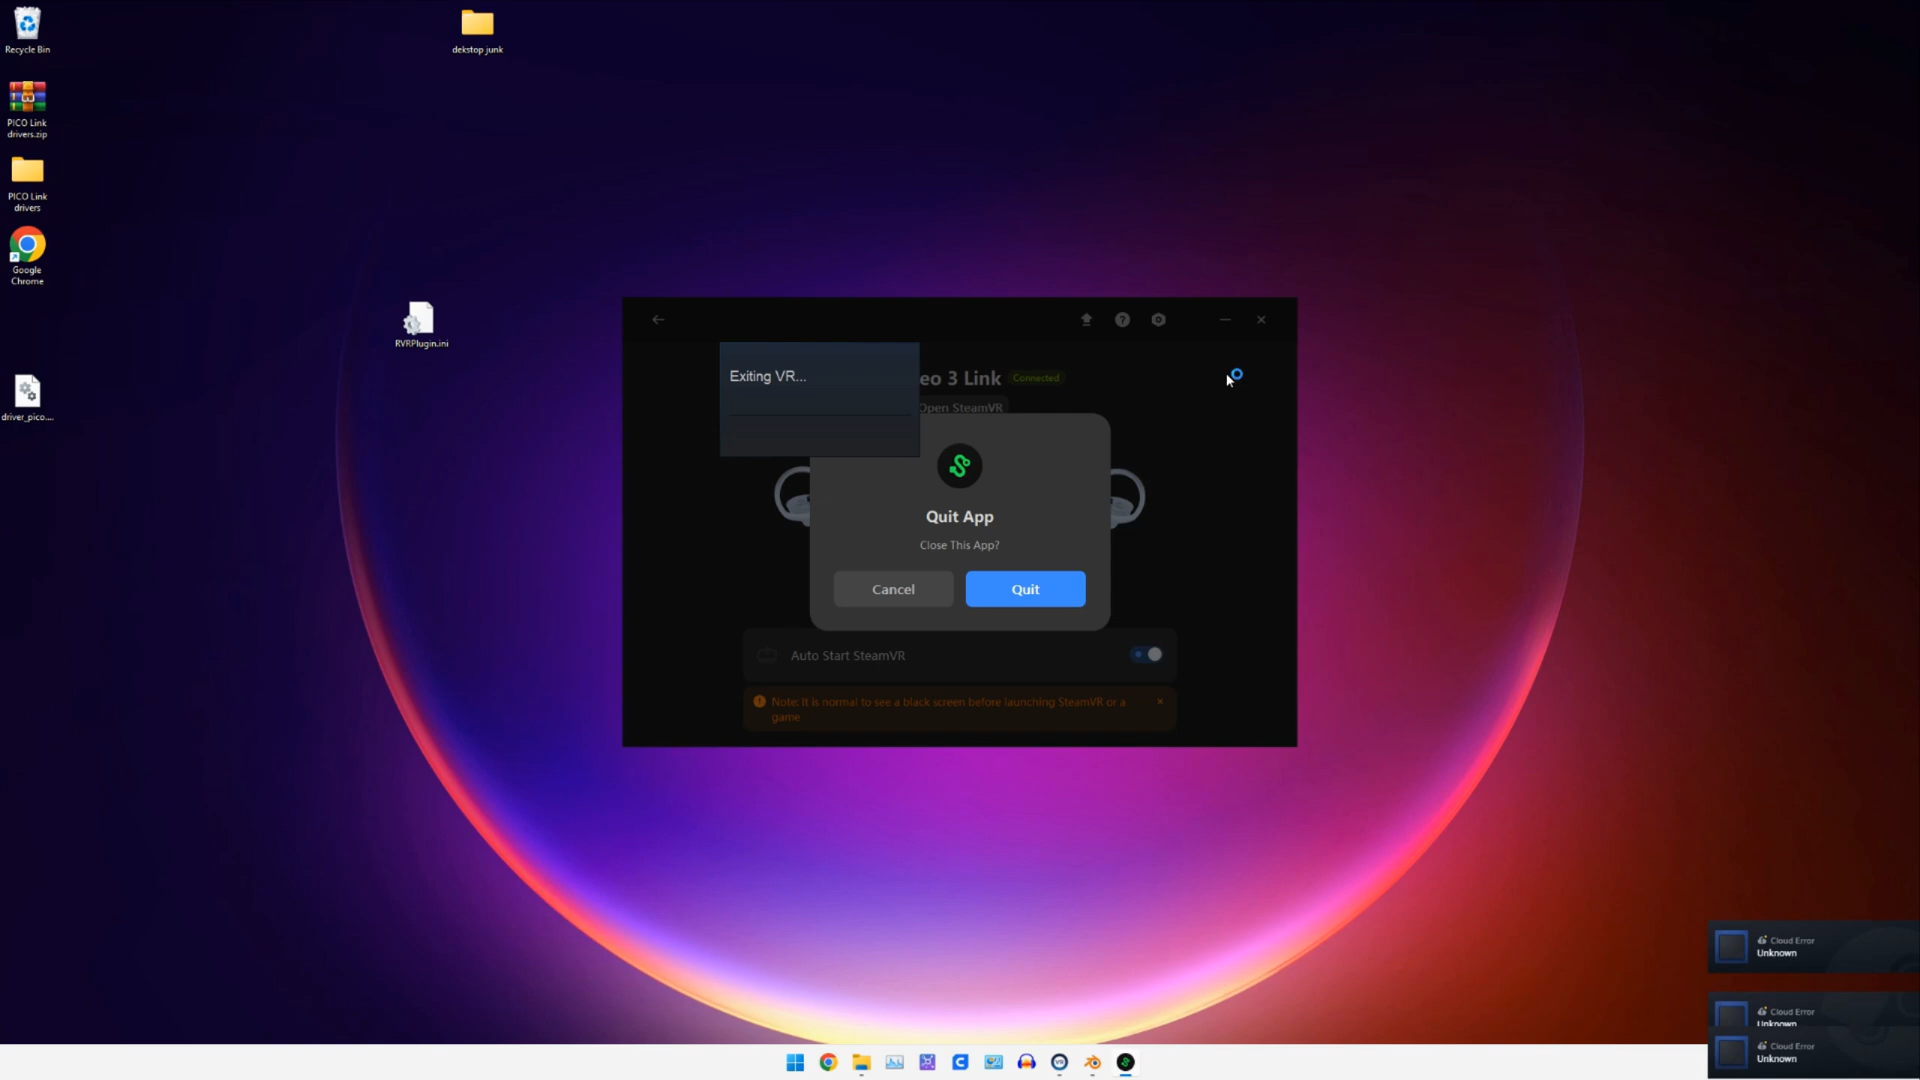 Recycle Bin
dekstop junk
PICO Link
drivers.zip
PICO Link
drivers
Google
Chrome
RVRPlugin.ini
driver_pico....
Exiting VR...
eo 3 Link
Connected
Open SteamVR
Quit App
Close This App?
Cancel
Quit
Auto Start SteamVR
Note: It is normal to see a black screen before launching SteamVR or a
game
Cloud Error
Unknown
Cloud Error
Unknown
Cloud Error
Unknown